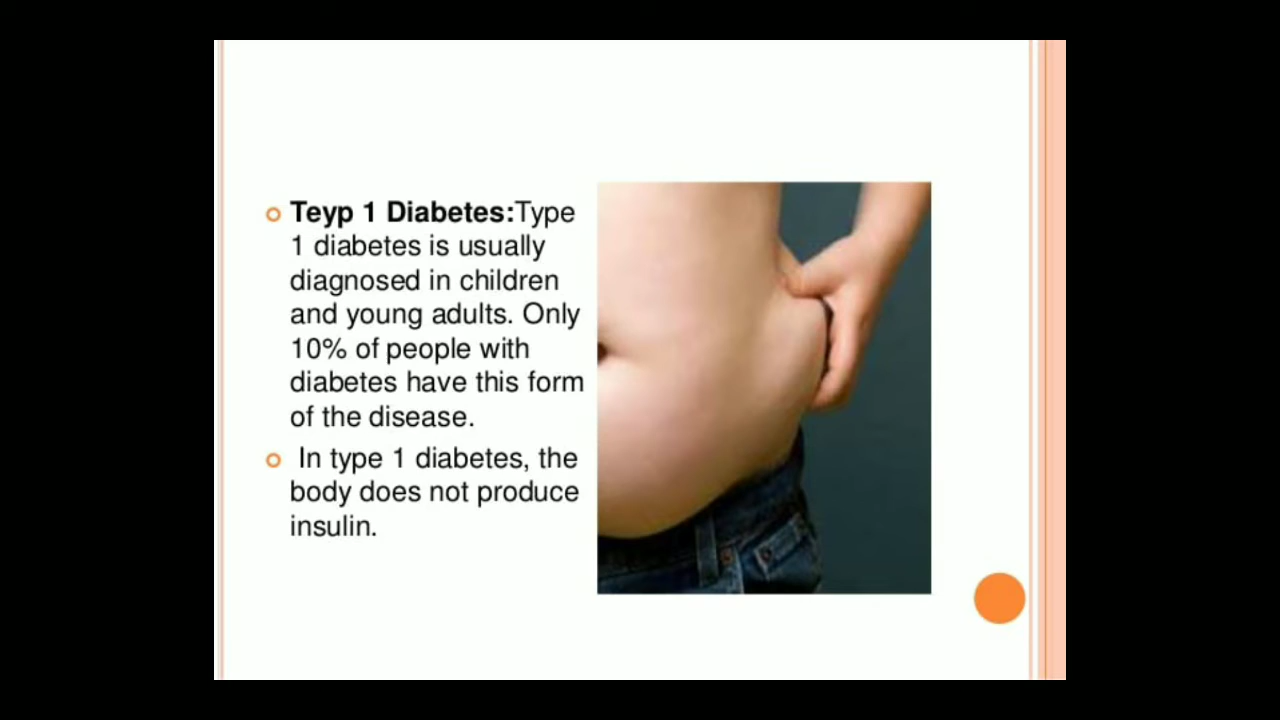 Teyp 1 Diabetes:Type
1 diabetes is usually
diagnosed in children
and young adults. Only
10% of people with
diabetes have this form
of the disease.
In type 1 diabetes, the
body does not produce
insulin.